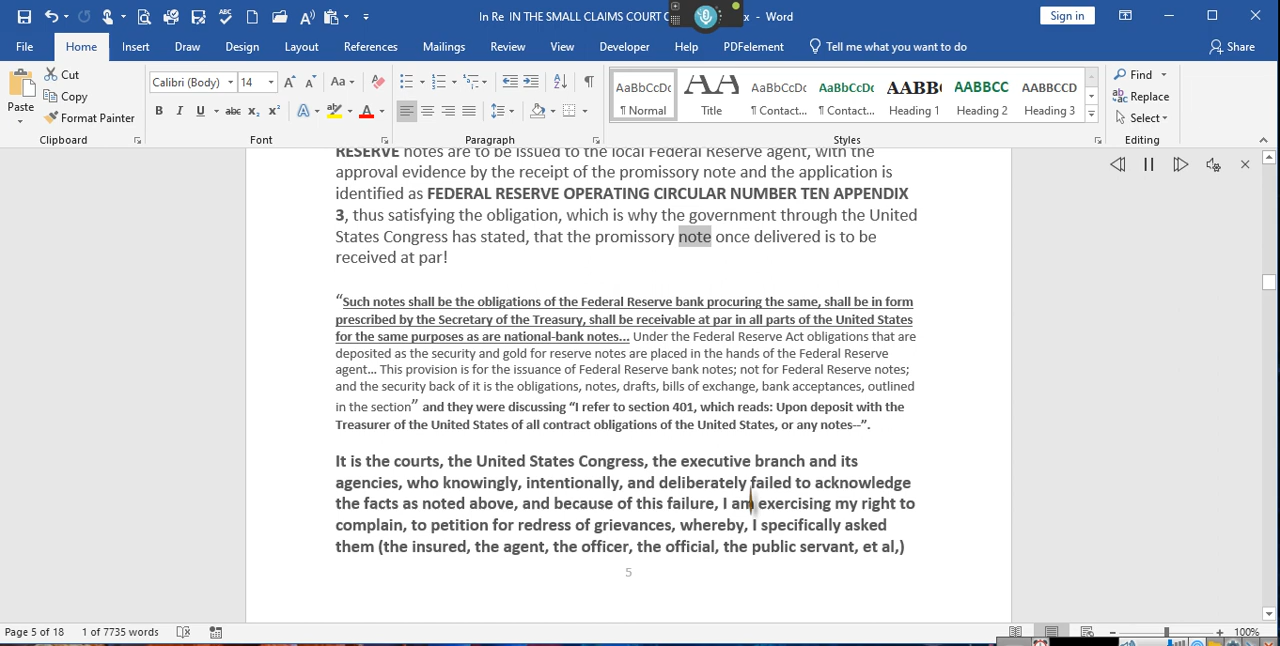 In Re IN THE SMALL CLAIMS COURT x - Word
Sign in
File Home Insert Draw Design Layout References Mailings Review View Developer Help PDFelement Tell me what you want to do Share
Paste Cut Copy Format Painter
Calibri (Body) 14
AaBbCcDc AA AaBbCcDc AaBbCcDc AABB AABBCC AABBCCD
¶ Normal Title ¶ Contact... ¶ Contact... Heading 1 Heading 2 Heading 3
Find Replace Select
Clipboard Font Paragraph Styles Editing
RESERVE notes are to be issued to the local Federal Reserve agent, with the
approval evidence by the receipt of the promissory note and the application is
identified as FEDERAL RESERVE OPERATING CIRCULAR NUMBER TEN APPENDIX
3, thus satisfying the obligation, which is why the government through the United
States Congress has stated, that the promissory note once delivered is to be
received at par!
“Such notes shall be the obligations of the Federal Reserve bank procuring the same, shall be in form
prescribed by the Secretary of the Treasury, shall be receivable at par in all parts of the United States
for the same purposes as are national-bank notes... Under the Federal Reserve Act obligations that are
deposited as the security and gold for reserve notes are placed in the hands of the Federal Reserve
agent... This provision is for the issuance of Federal Reserve bank notes; not for Federal Reserve notes;
and the security back of it is the obligations, notes, drafts, bills of exchange, bank acceptances, outlined
in the section” and they were discussing “I refer to section 401, which reads: Upon deposit with the
Treasurer of the United States of all contract obligations of the United States, or any notes--”.
It is the courts, the United States Congress, the executive branch and its
agencies, who knowingly, intentionally, and deliberately failed to acknowledge
the facts as noted above, and because of this failure, I am exercising my right to
complain, to petition for redress of grievances, whereby, I specifically asked
them (the insured, the agent, the officer, the official, the public servant, et al,)
5
Page 5 of 18 1 of 7735 words 100%